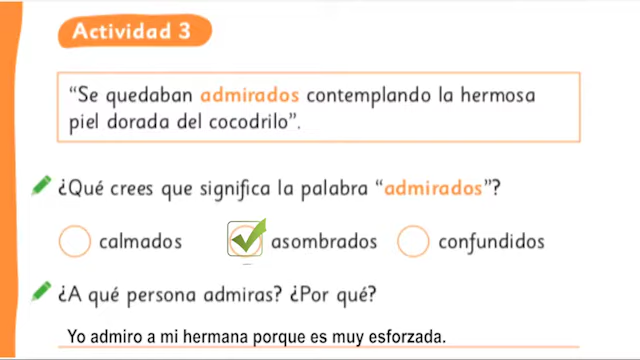 Actividad 3
“Se quedaban admirados contemplando la hermosa
piel dorada del cocodrilo”.
¿Qué crees que significa la palabra “admirados”?
calmados asombrados confundidos
¿A qué persona admiras? ¿Por qué?
Yo admiro a mi hermana porque es muy esforzada.